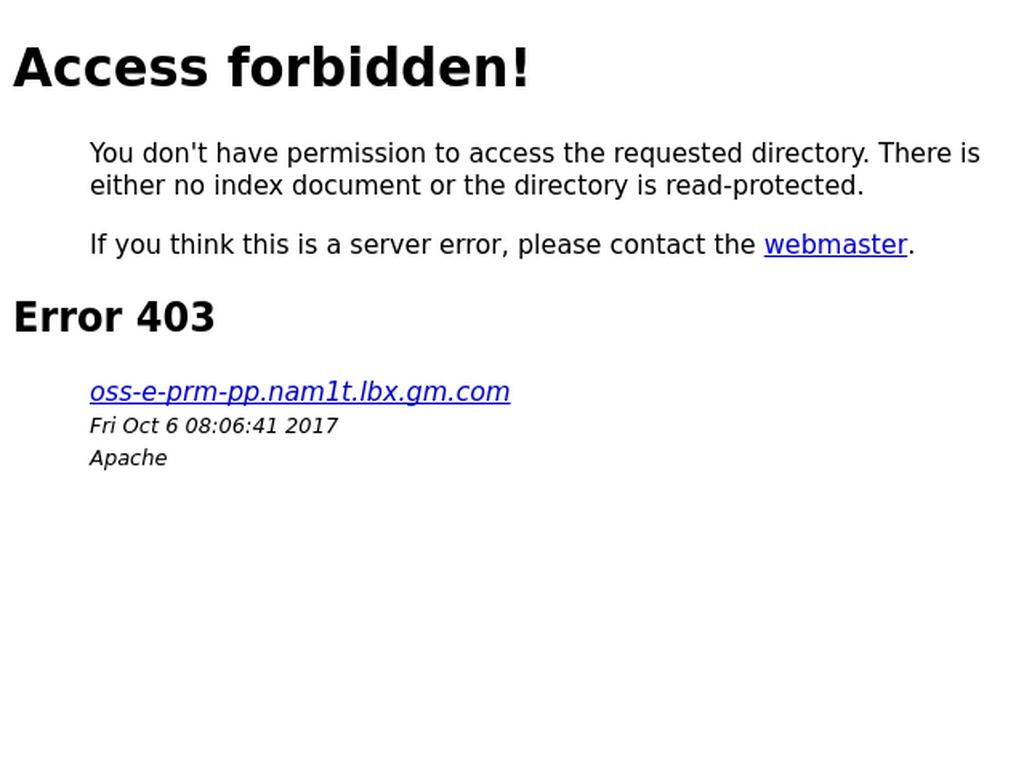 Access forbidden!
You don't have permission to access the requested directory. There is
either no index document or the directory is read-protected.
If you think this is a server error, please contact the webmaster.
Error 403
oss-e-prm-pp.nam1t.lbx.gm.com
Fri Oct 6 08:06:41 2017
Apache